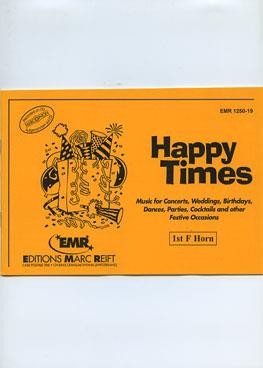 EMR 1250-19
Happy
Times
Music for Concerts, Weddings, Birthdays,
Dances, Parties, Cocktails and other
Festive Occasions
1st F Horn
EMR
EDITIONS MARC REIFT